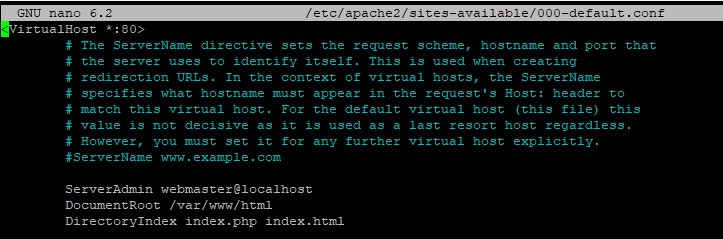 GNU nano 6.2 /etc/apache2/sites-available/000-default.conf
<VirtualHost *:80>
# The ServerName directive sets the request scheme, hostname and port that
# the server uses to identify itself. This is used when creating
# redirection URLs. In the context of virtual hosts, the ServerName
# specifies what hostname must appear in the request's Host: header to
# match this virtual host. For the default virtual host (this file) this
# value is not decisive as it is used as a last resort host regardless.
# However, you must set it for any further virtual host explicitly.
#ServerName www.example.com
ServerAdmin webmaster@localhost
DocumentRoot /var/www/html
DirectoryIndex index.php index.html